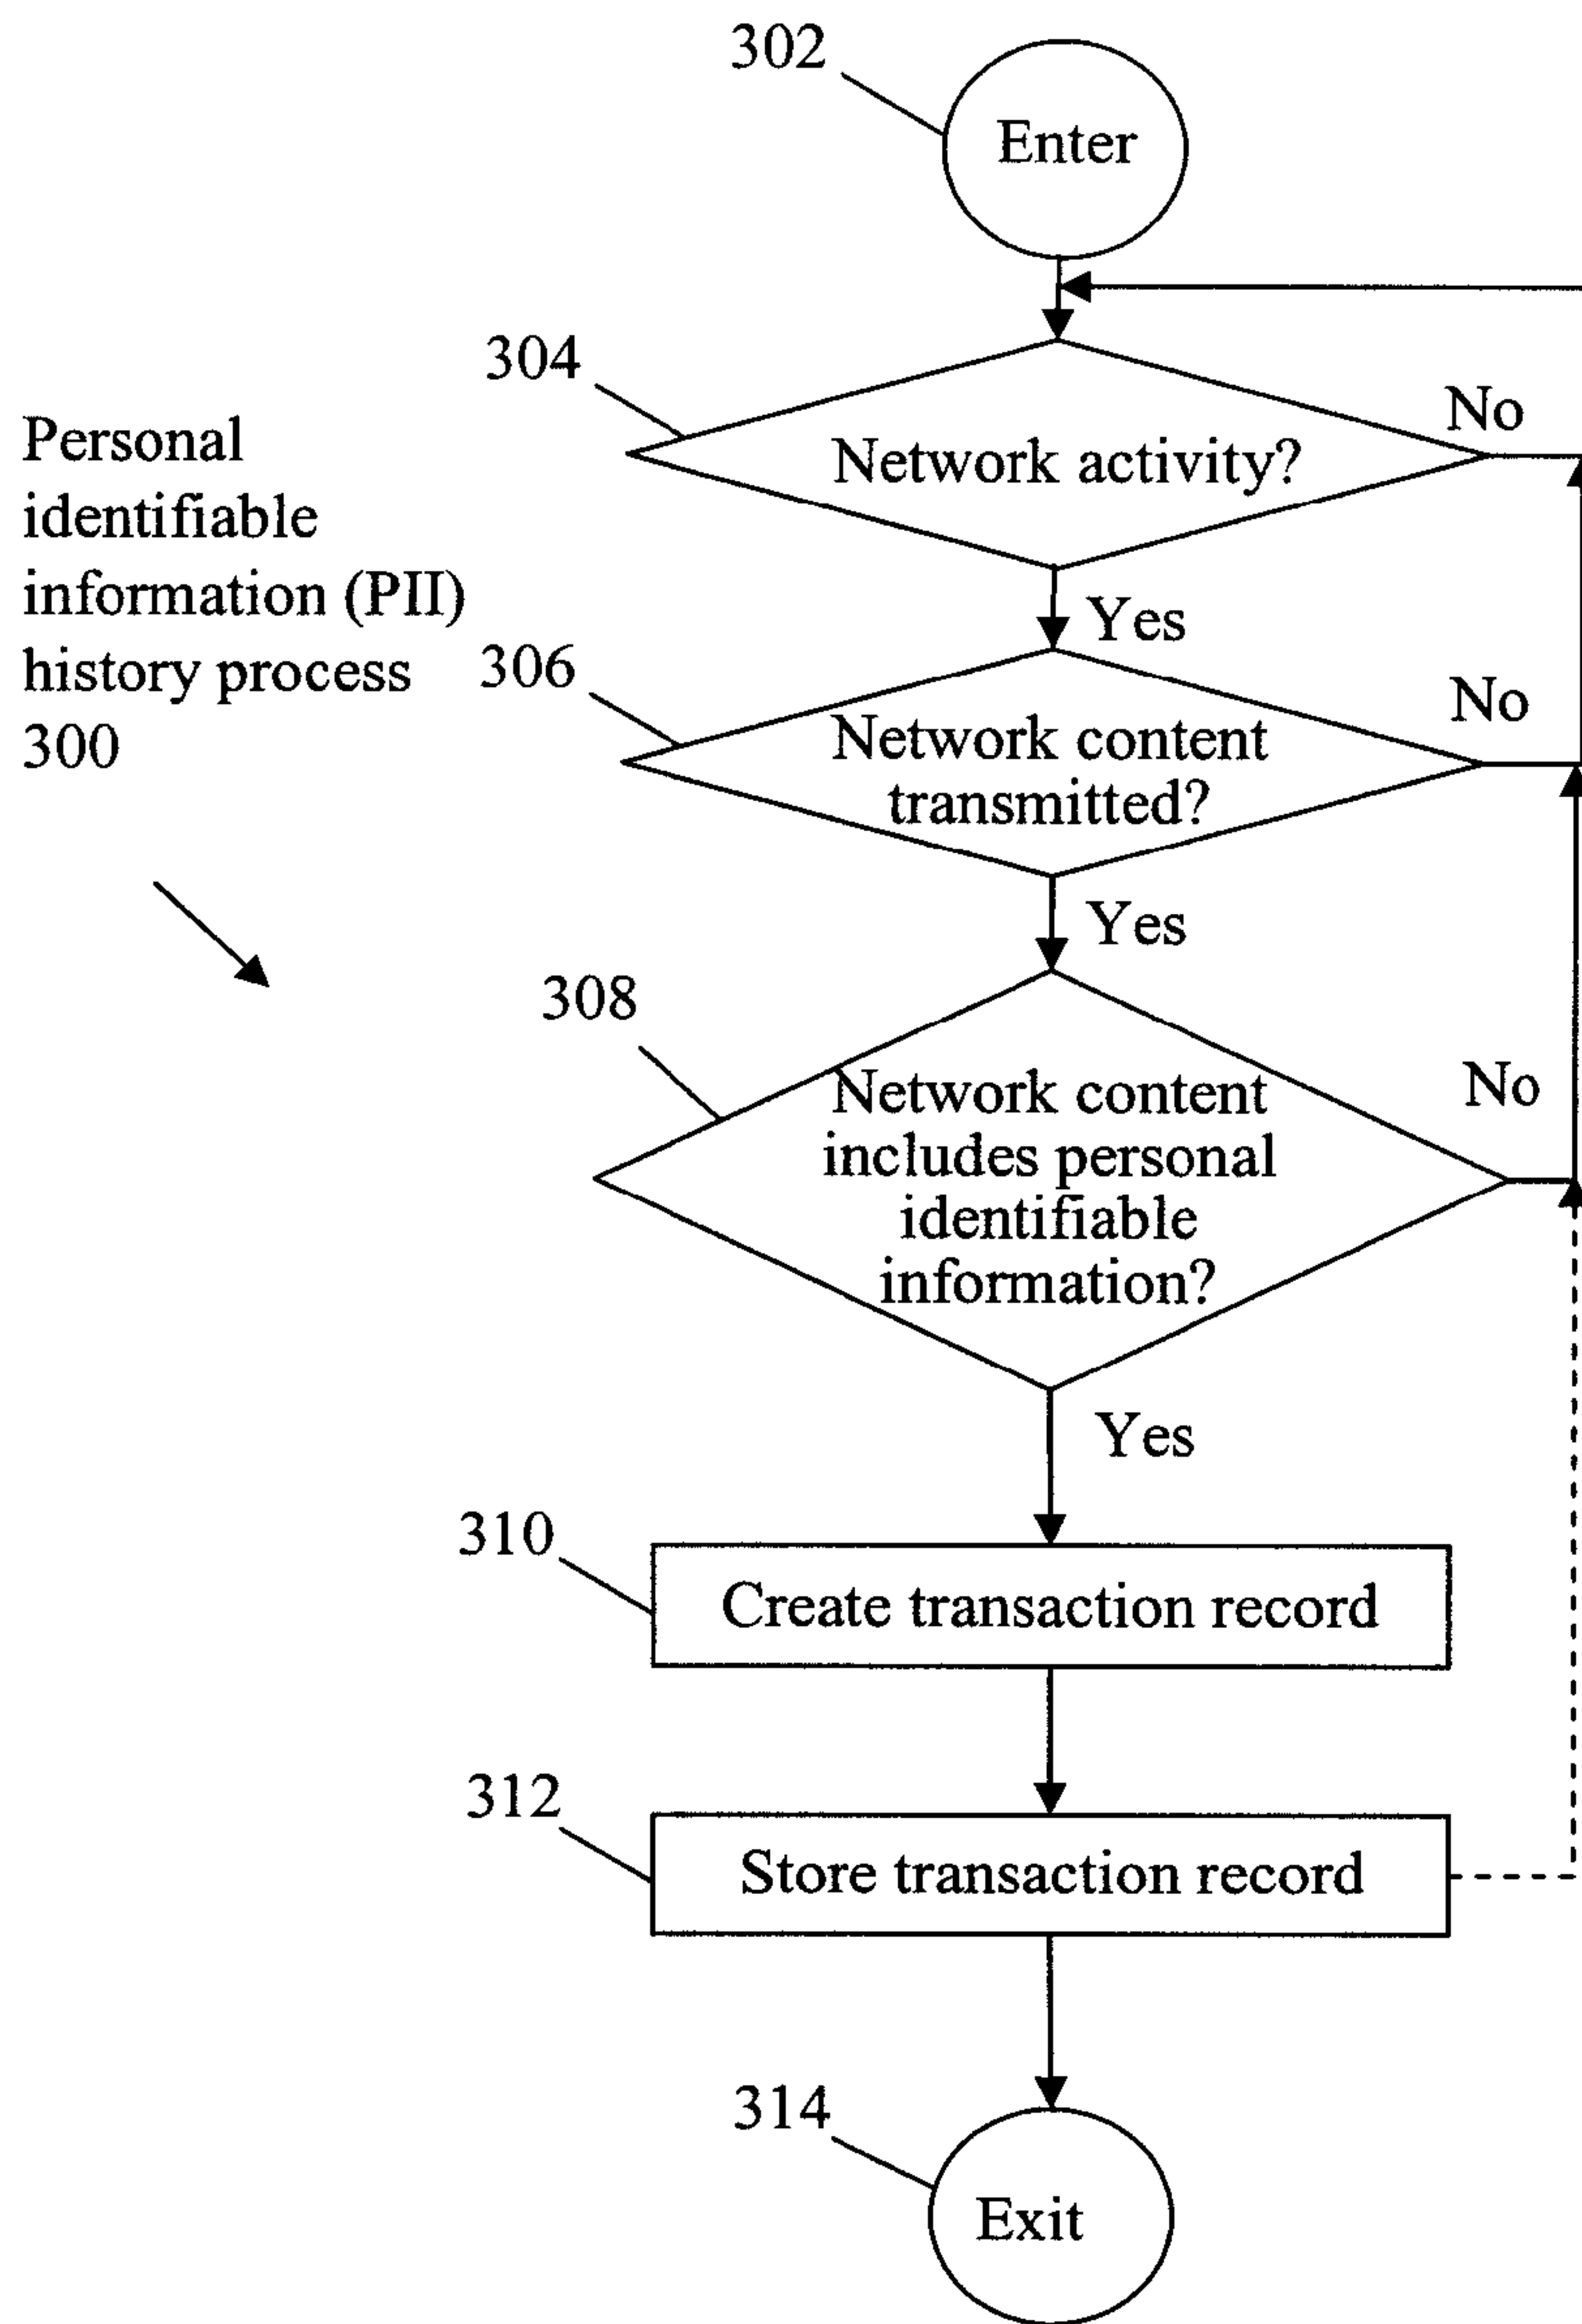 302
Enter
304
No
Network activity?
Personal
identifiable
information (PII)
history process
300
Yes
306
No
Network content
transmitted?
Yes
308
No
Network content
includes personal
identifiable
information?
Yes
310
Create transaction record
312
Store transaction record
314
Exit